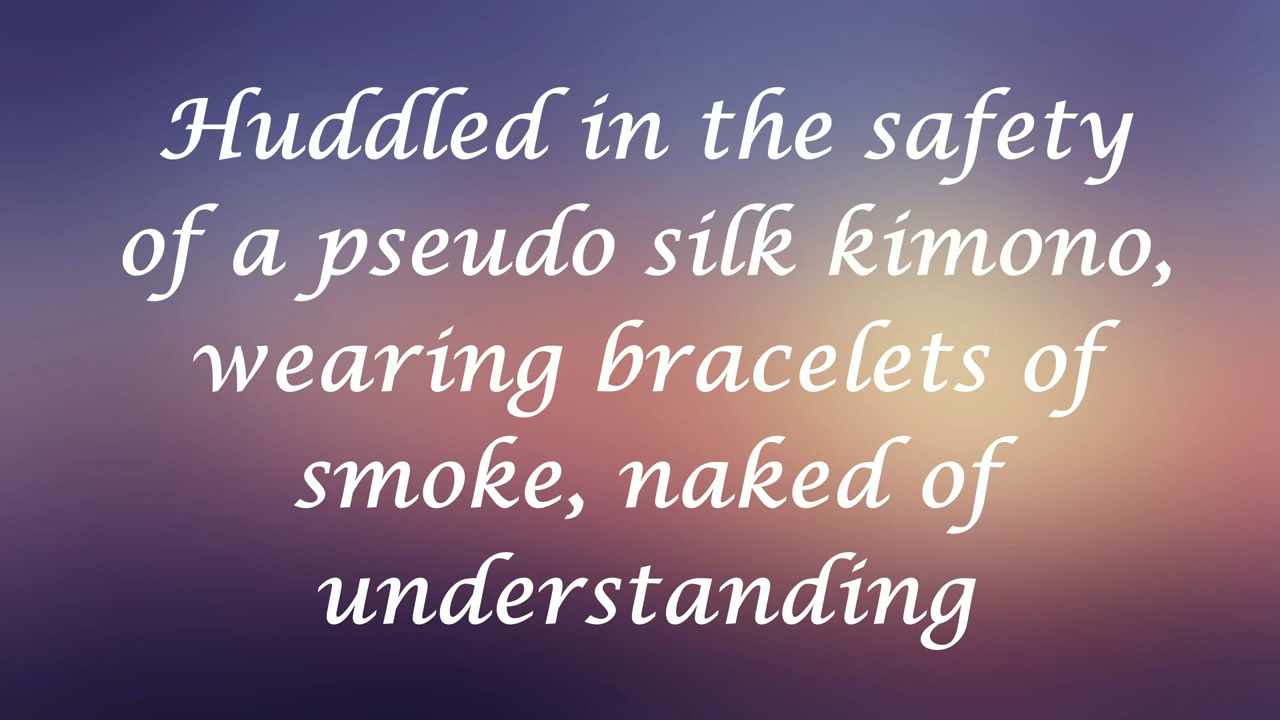 Huddled in the safety
of a pseudo silk kimono,
wearing bracelets of
smoke, naked of
understanding